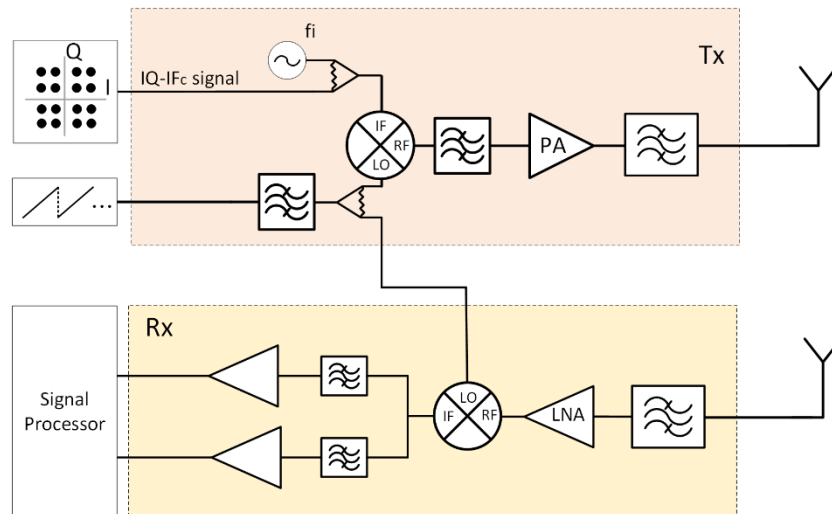 Q
I
IQ-IFc signal
fi
Tx
IF
RF
LO
PA
...
Rx
Signal
Processor
LO
IF
RF
LNA